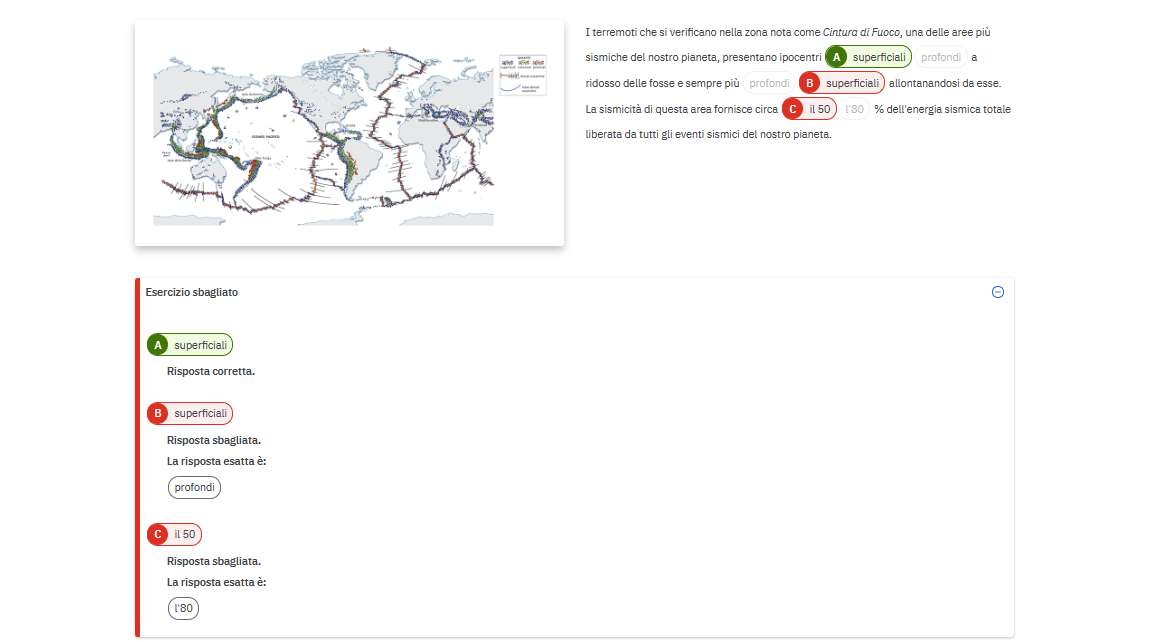 I terremoti che si verificano nella zona nota come Cintura di Fuoco, una delle aree più
sismiche del nostro pianeta, presentano ipocentri A superficiali profondi a
ridosso delle fosse e sempre più profondi B superficiali allontanandosi da esse.
La sismicità di questa area fornisce circa C il 50 l'80 % dell'energia sismica totale
liberata da tutti gli eventi sismici del nostro pianeta.
OCEANO PACIFICO
Esercizio sbagliato
A superficiali
Risposta corretta.
B superficiali
Risposta sbagliata.
La risposta esatta è:
profondi
C il 50
Risposta sbagliata.
La risposta esatta è:
l'80